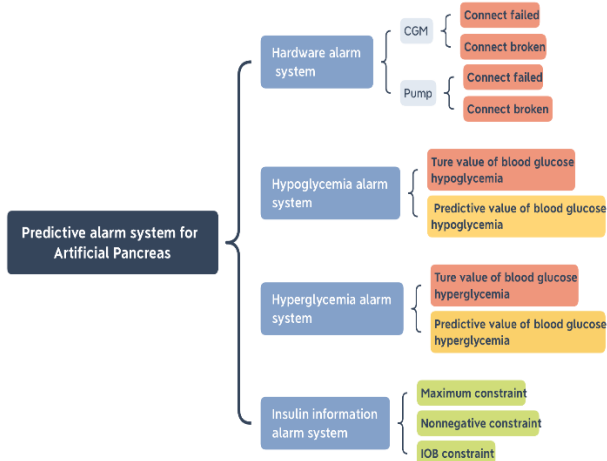 Predictive alarm system for
Artificial Pancreas
Hardware alarm
system
CGM
Connect failed
Connect broken
Pump
Connect failed
Connect broken
Hypoglycemia alarm
system
Ture value of blood glucose
hypoglycemia
Predictive value of blood glucose
hypoglycemia
Hyperglycemia alarm
system
Ture value of blood glucose
hyperglycemia
Predictive value of blood glucose
hyperglycemia
Insulin information
alarm system
Maximum constraint
Nonnegative constraint
IOB constraint